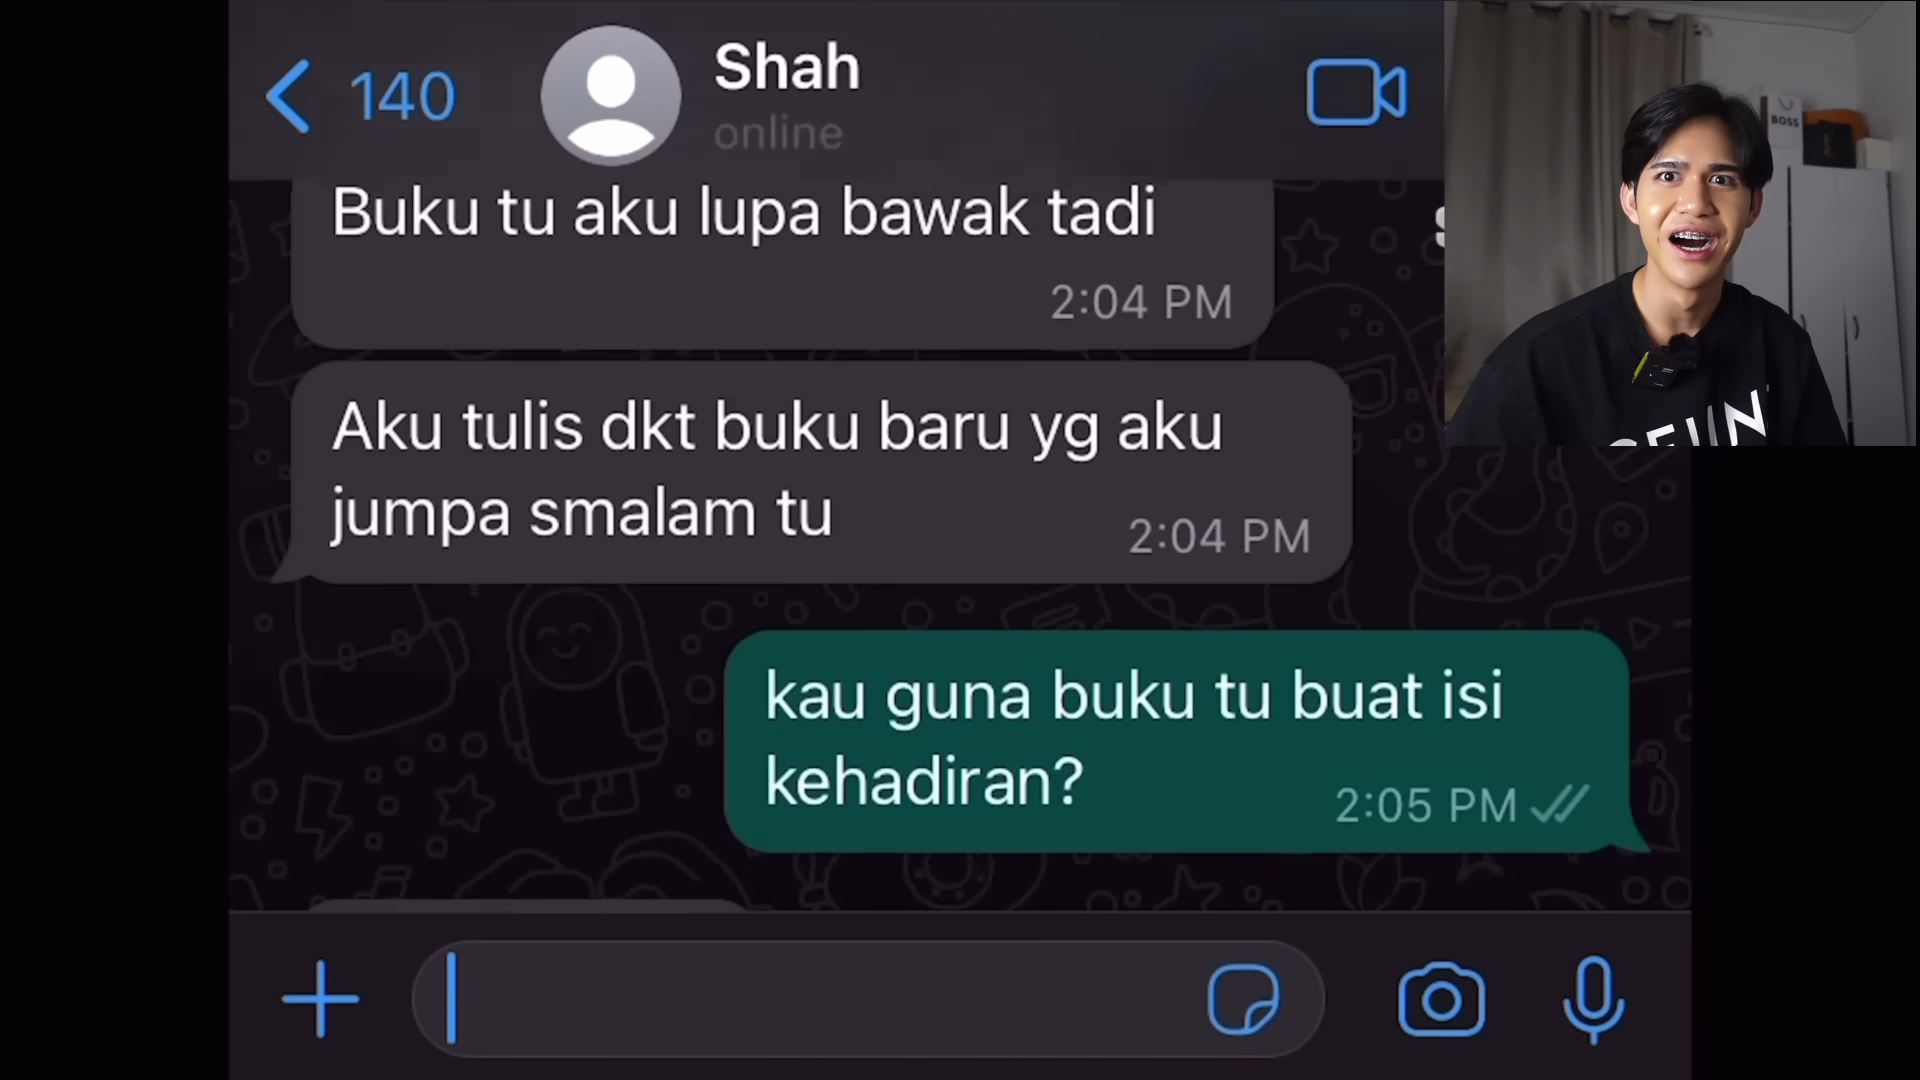 140
Shah
online
Buku tu aku lupa bawak tadi
2:04 PM
Aku tulis dkt buku baru yg aku
jumpa smalam tu
2:04 PM
kau guna buku tu buat isi
kehadiran?
2:05 PM
BOSS